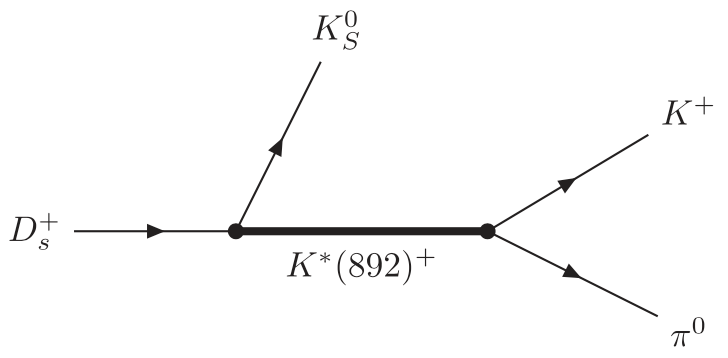 K_S^0
K^+
D_s^+
K^*(892)^+
π^0